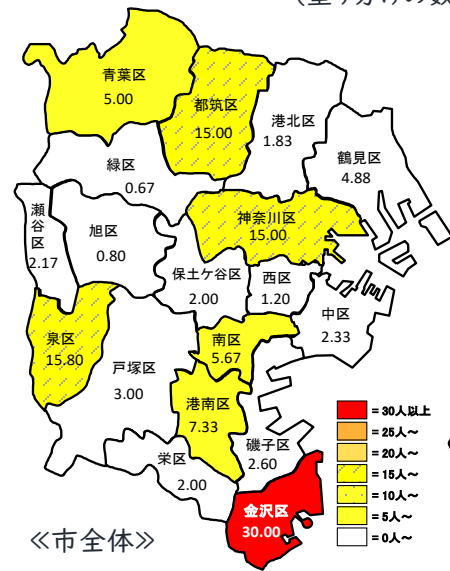 (塗り分けの数
青葉区
5.00
都筑区
15.00
港北区
1.83
鶴見区
4.88
緑区
0.67
神奈川区
15.00
瀬谷区
2.17
旭区
0.80
保土ケ谷区
2.00
西区
1.20
中区
2.33
泉区
15.80
戸塚区
3.00
南区
5.67
港南区
7.33
磯子区
2.60
栄区
2.00
金沢区
30.00
= 30人以上
= 25人～
= 20人～
= 15人～
= 10人～
= 5人～
= 0人～
≪市全体≫